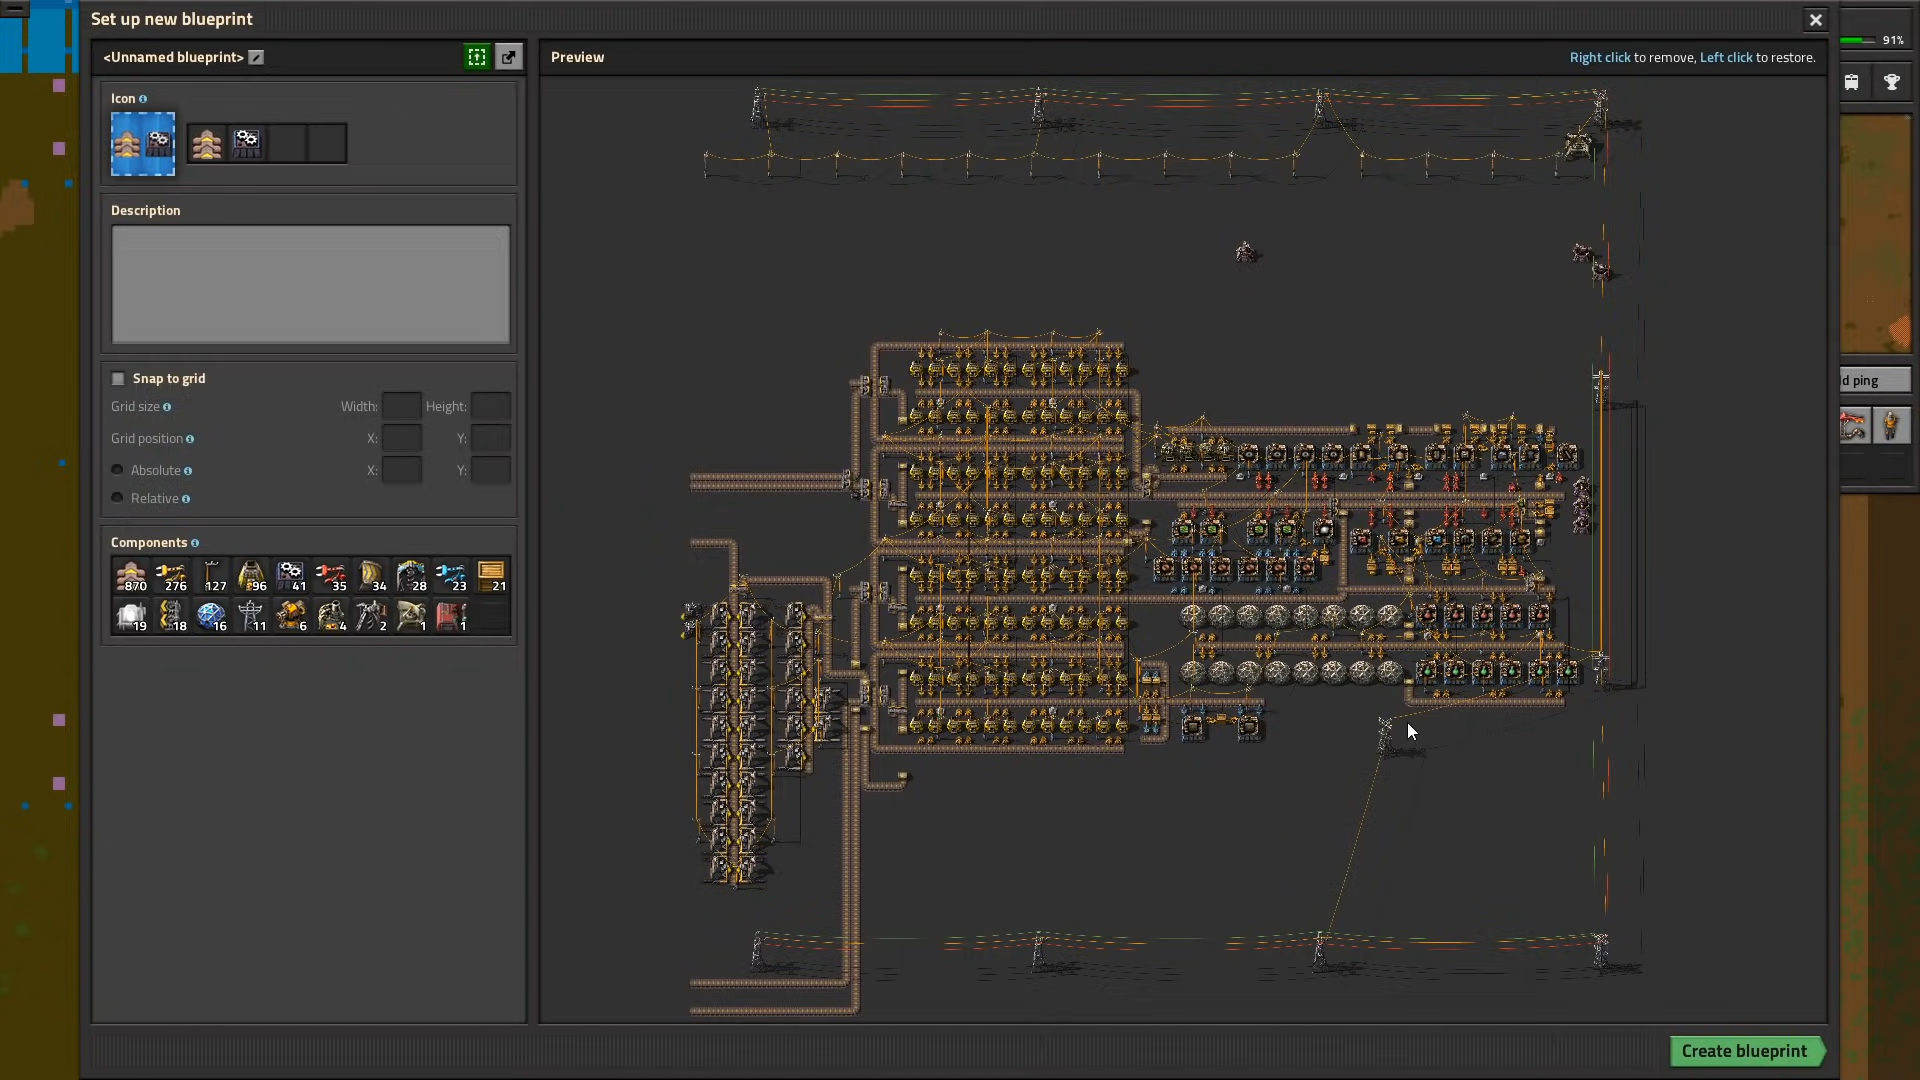 Set up new blueprint
91%
<Unnamed blueprint>
Preview
Right click to remove, Left click to restore.
Icon
Description
Snap to grid
Grid size
Width:
Height:
Grid position
X:
Y:
Absolute
X:
Y:
Relative
Components
870 276 127 96 41 35 34 28 23 21
19 18 16 11 6 4 2 1 1
d ping
Create blueprint